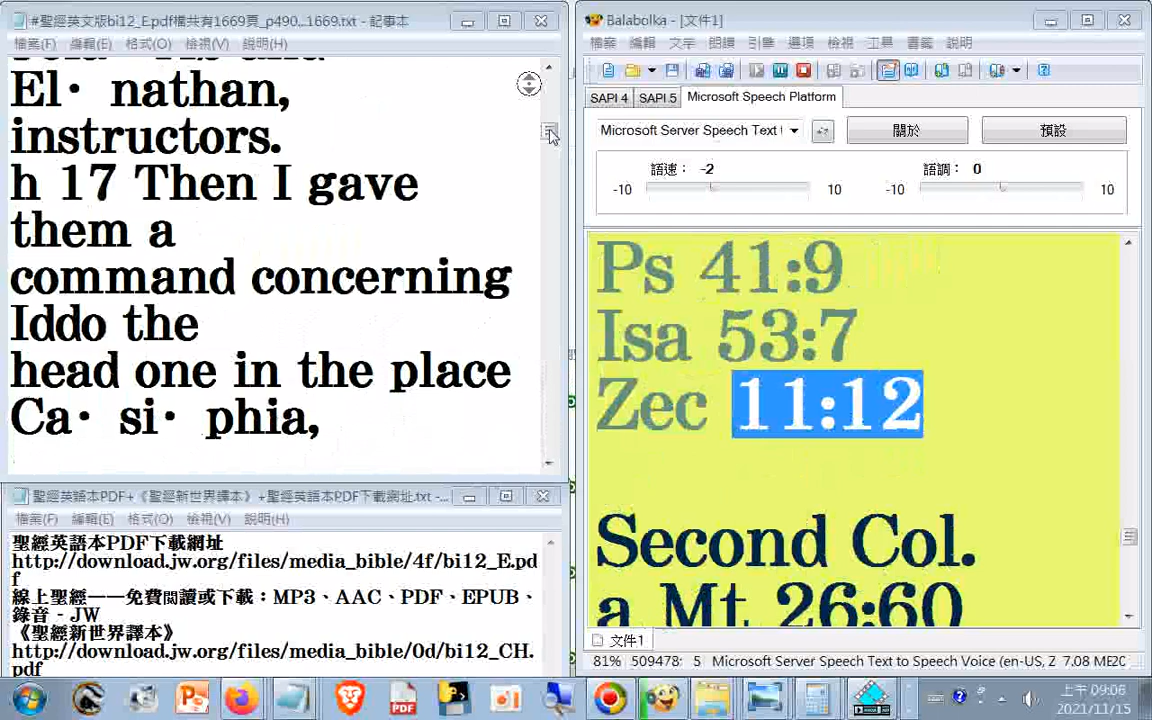 #聖經英文版bi12_E.pdf橫共有1669頁_p490,..1669.txt - 記事本
檔案(F) 編輯(E) 格式(O) 檢視(V) 說明(H)
El· nathan,
instructors.
h 17 Then I gave
them a
command concerning
Iddo the
head one in the place
Ca· si· phia,
聖經英語本PDF+《聖經新世界譯本》+聖經英語本PDF下載網址.txt -...
檔案(F) 編輯(E) 格式(O) 檢視(V) 說明(H)
聖經英語本PDF下載網址
http://download.jw.org/files/media_bible/4f/bi12_E.pd
f
線上聖經——免費閱讀或下載：MP3、AAC、PDF、EPUB、
錄音 - JW
《聖經新世界譯本》
http://download.jw.org/files/media_bible/0d/bi12_CH.
pdf
Balabolka - [文件1]
檔案 編輯 文字 朗讀 引擎 選項 檢視 工具 書籤 說明
SAPI 4 SAPI 5 Microsoft Speech Platform
Microsoft Server Speech Text 關於 預設
語速： -2 語調： 0
-10 10 -10 10
Ps 41:9
Isa 53:7
Zec 11:12
Second Col.
a Mt 26:60
文件1
81% 509478: 5 Microsoft Server Speech Text to Speech Voice (en-US, Z 7.08 ME20
上午 09:06
2021/11/15